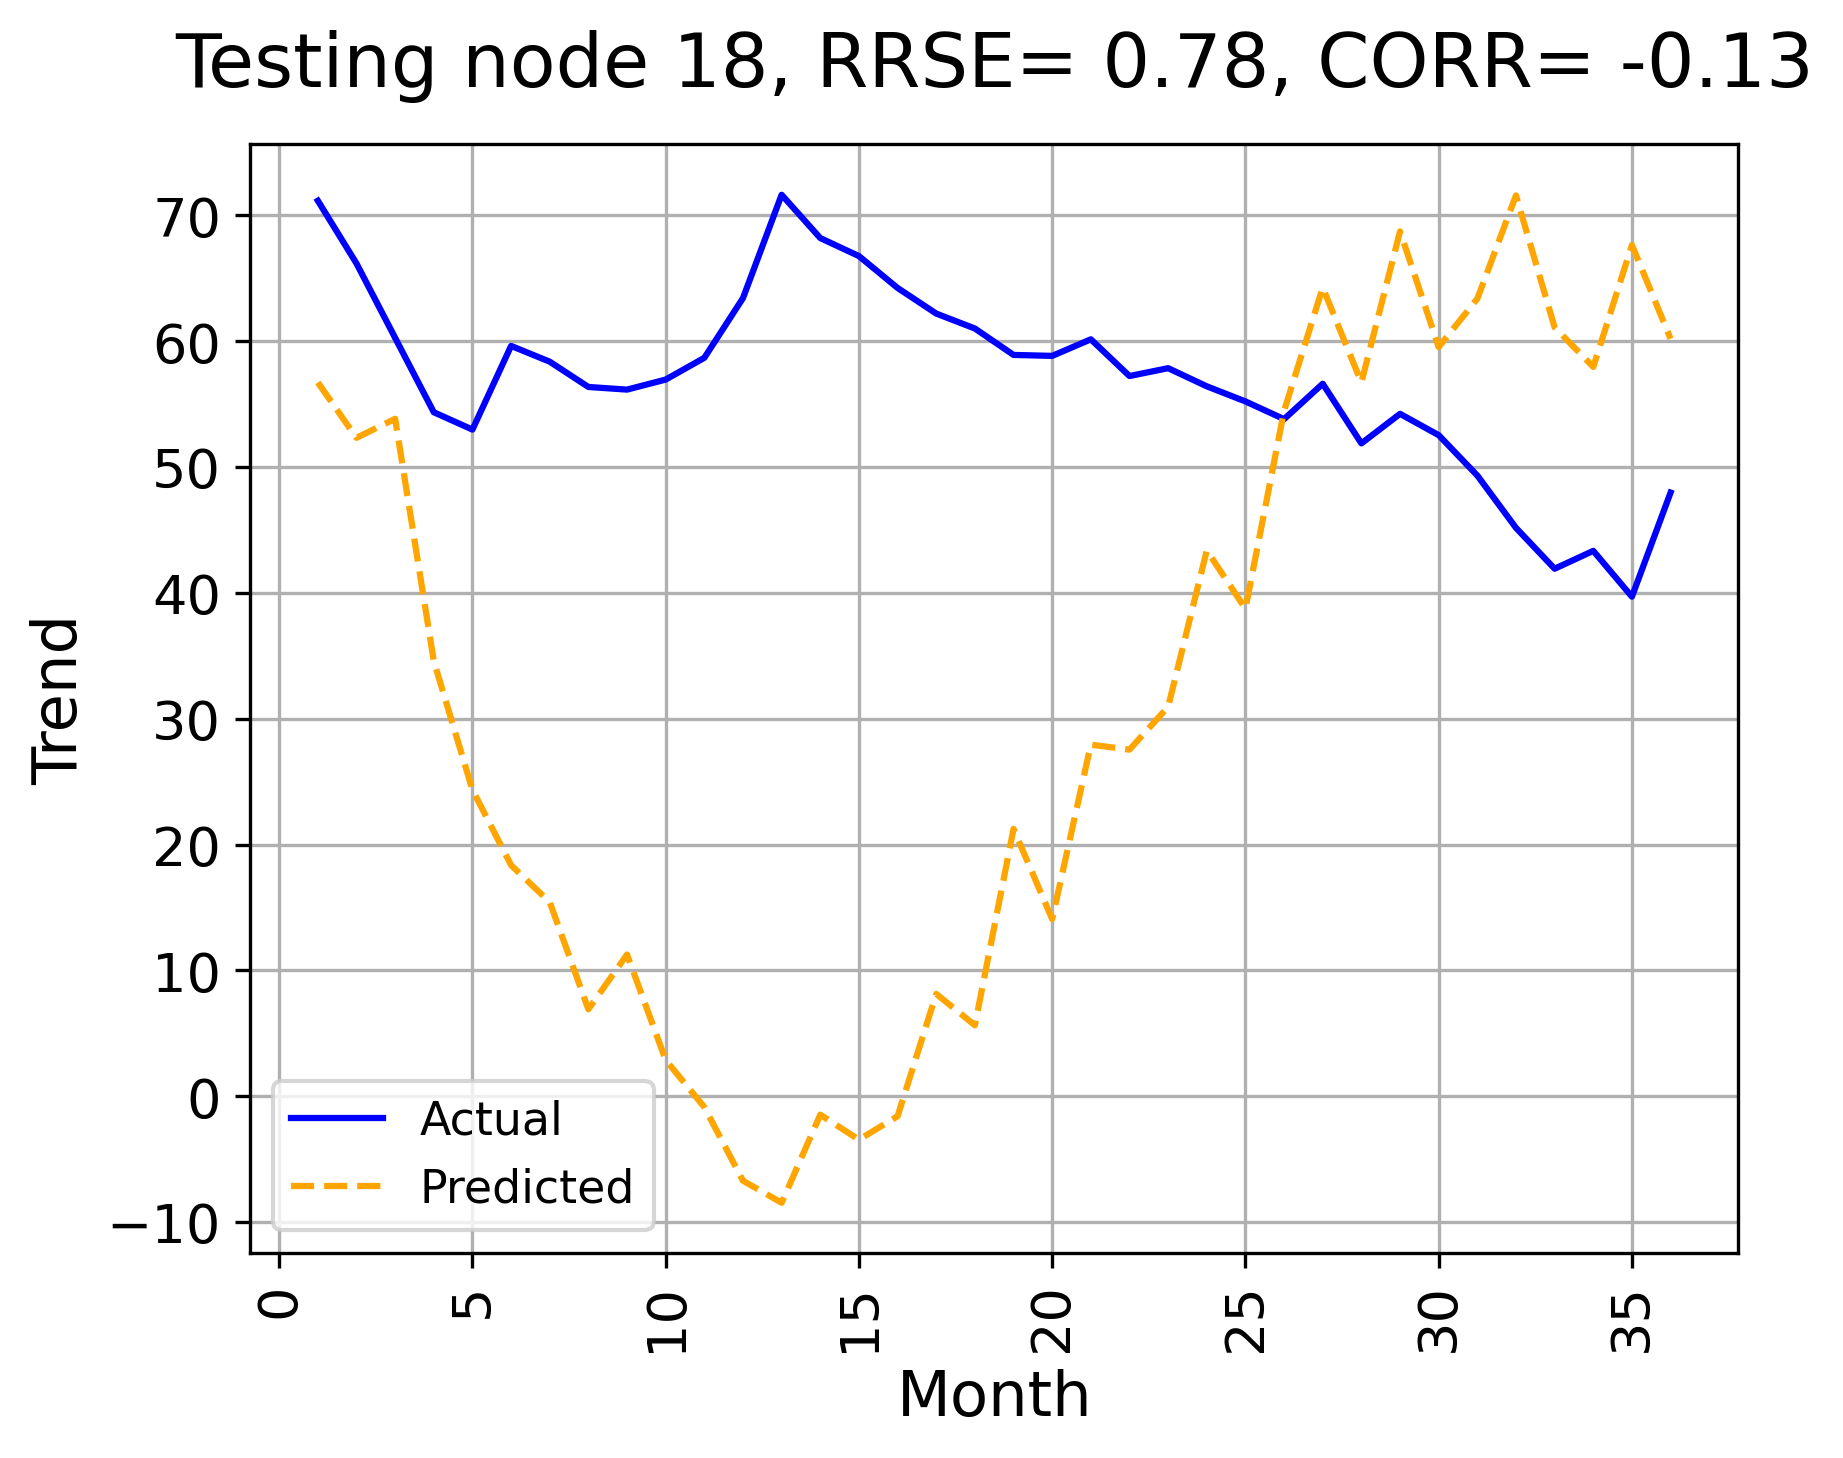 Testing node 18, RRSE= 0.78, CORR= -0.13
Trend
70
60
50
40
30
20
10
0
−10
Actual
Predicted
0 5 10 15 20 25 30 35
Month